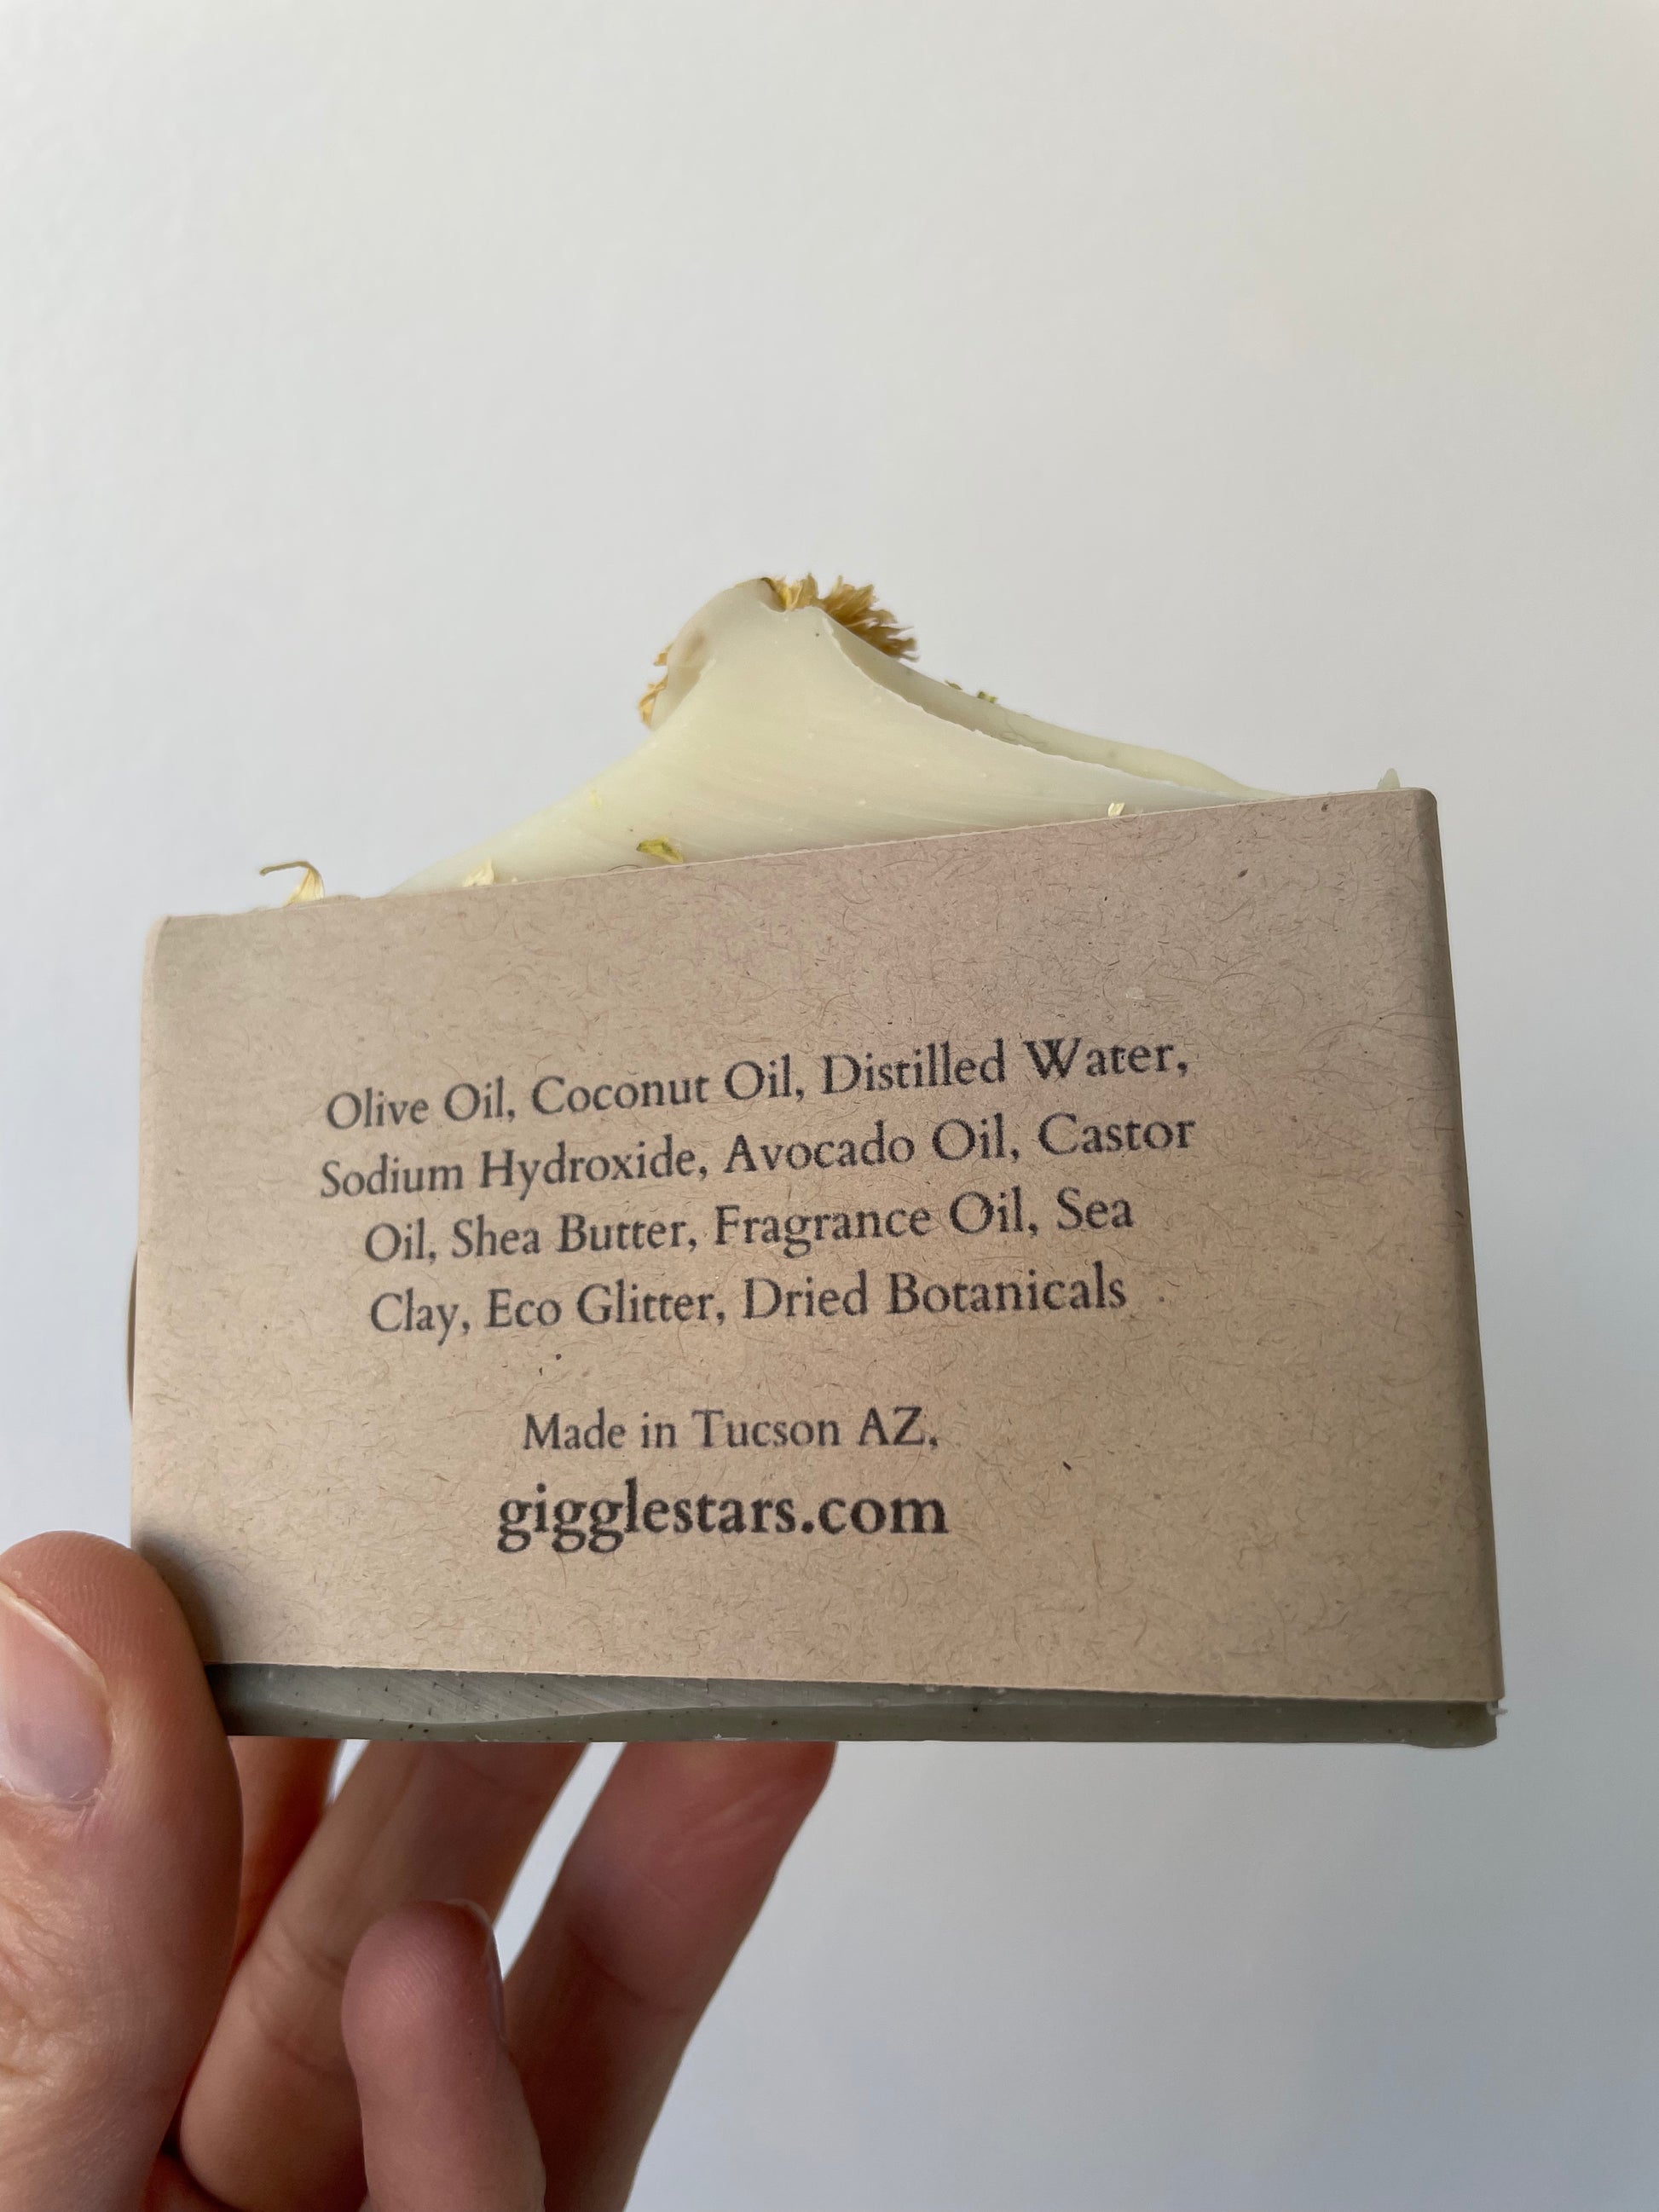 Olive Oil, Coconut Oil, Distilled Water,
Sodium Hydroxide, Avocado Oil, Castor
Oil, Shea Butter, Fragrance Oil, Sea
Clay, Eco Glitter, Dried Botanicals
Made in Tucson AZ,
gigglestars.com